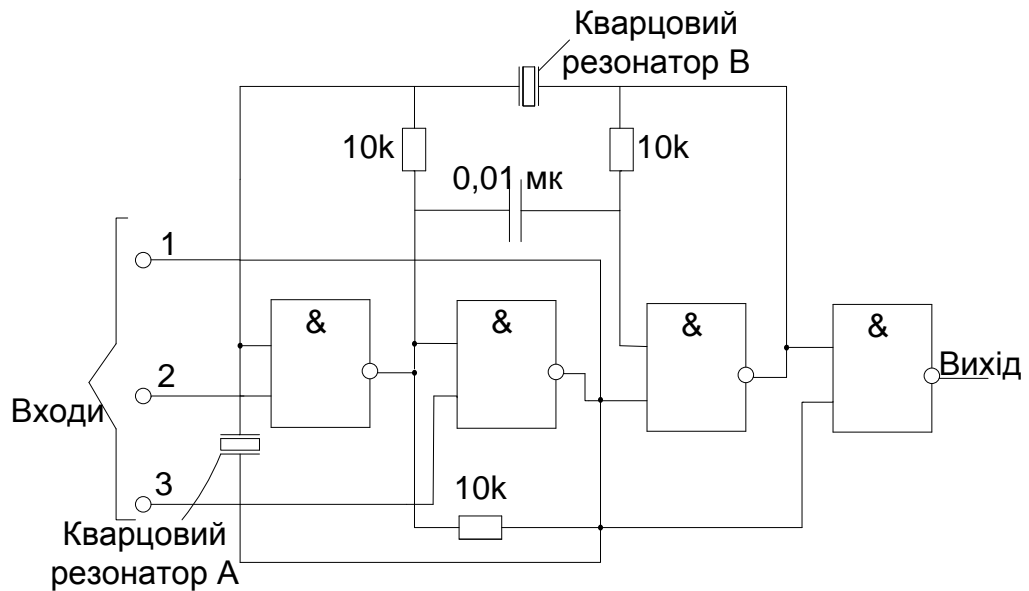 Кварцовий
резонатор В
10k
10k
0,01 мк
1
&
&
&
&
2
Вихід
Входи
3
10k
Кварцовий
резонатор А